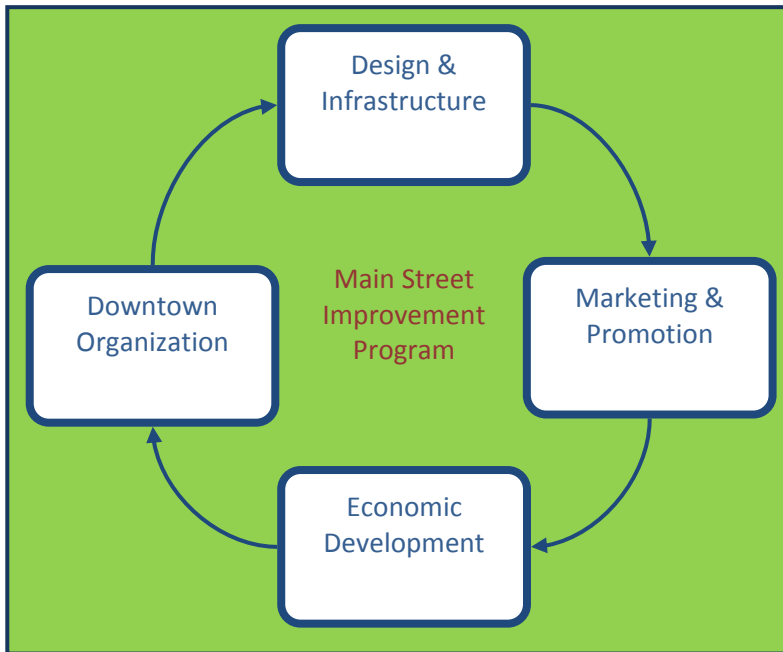 Design &
Infrastructure
Downtown
Organization
Main Street
Improvement
Program
Marketing &
Promotion
Economic
Development